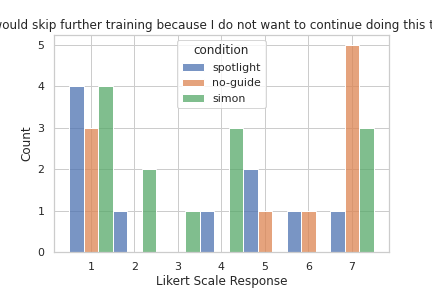 would skip further training because I do not want to continue doing this t
5
4
3
2
1
0
Count
condition
spotlight
no-guide
simon
1 2 3 4 5 6 7
Likert Scale Response